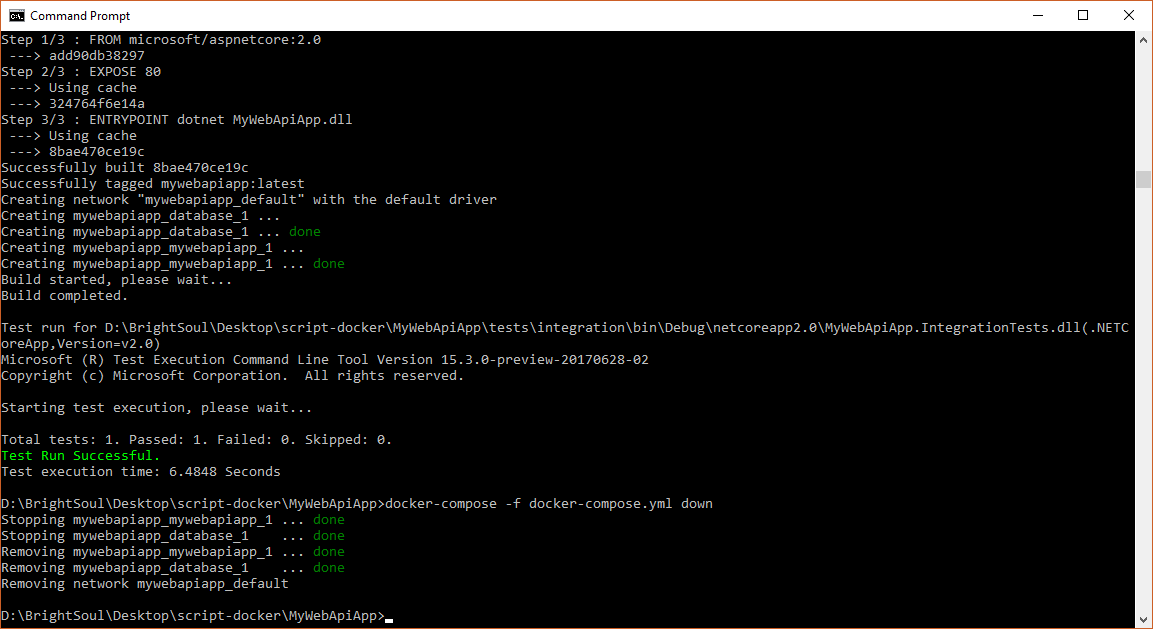 Command Prompt
Step 1/3 : FROM microsoft/aspnetcore:2.0
 ---> add90db38297
Step 2/3 : EXPOSE 80
 ---> Using cache
 ---> 324764f6e14a
Step 3/3 : ENTRYPOINT dotnet MyWebApiApp.dll
 ---> Using cache
 ---> 8bae470ce19c
Successfully built 8bae470ce19c
Successfully tagged mywebapiapp:latest
Creating network "mywebapiapp_default" with the default driver
Creating mywebapiapp_database_1 ...
Creating mywebapiapp_database_1 ... done
Creating mywebapiapp_mywebapiapp_1 ...
Creating mywebapiapp_mywebapiapp_1 ... done
Build started, please wait...
Build completed.

Test run for D:\BrightSoul\Desktop\script-docker\MyWebApiApp\tests\integration\bin\Debug\netcoreapp2.0\MyWebApiApp.IntegrationTests.dll(.NETC
oreApp,Version=v2.0)
Microsoft (R) Test Execution Command Line Tool Version 15.3.0-preview-20170628-02
Copyright (c) Microsoft Corporation.  All rights reserved.

Starting test execution, please wait...

Total tests: 1. Passed: 1. Failed: 0. Skipped: 0.
Test Run Successful.
Test execution time: 6.4848 Seconds

D:\BrightSoul\Desktop\script-docker\MyWebApiApp>docker-compose -f docker-compose.yml down
Stopping mywebapiapp_mywebapiapp_1 ... done
Stopping mywebapiapp_database_1    ... done
Removing mywebapiapp_mywebapiapp_1 ... done
Removing mywebapiapp_database_1    ... done
Removing network mywebapiapp_default

D:\BrightSoul\Desktop\script-docker\MyWebApiApp>